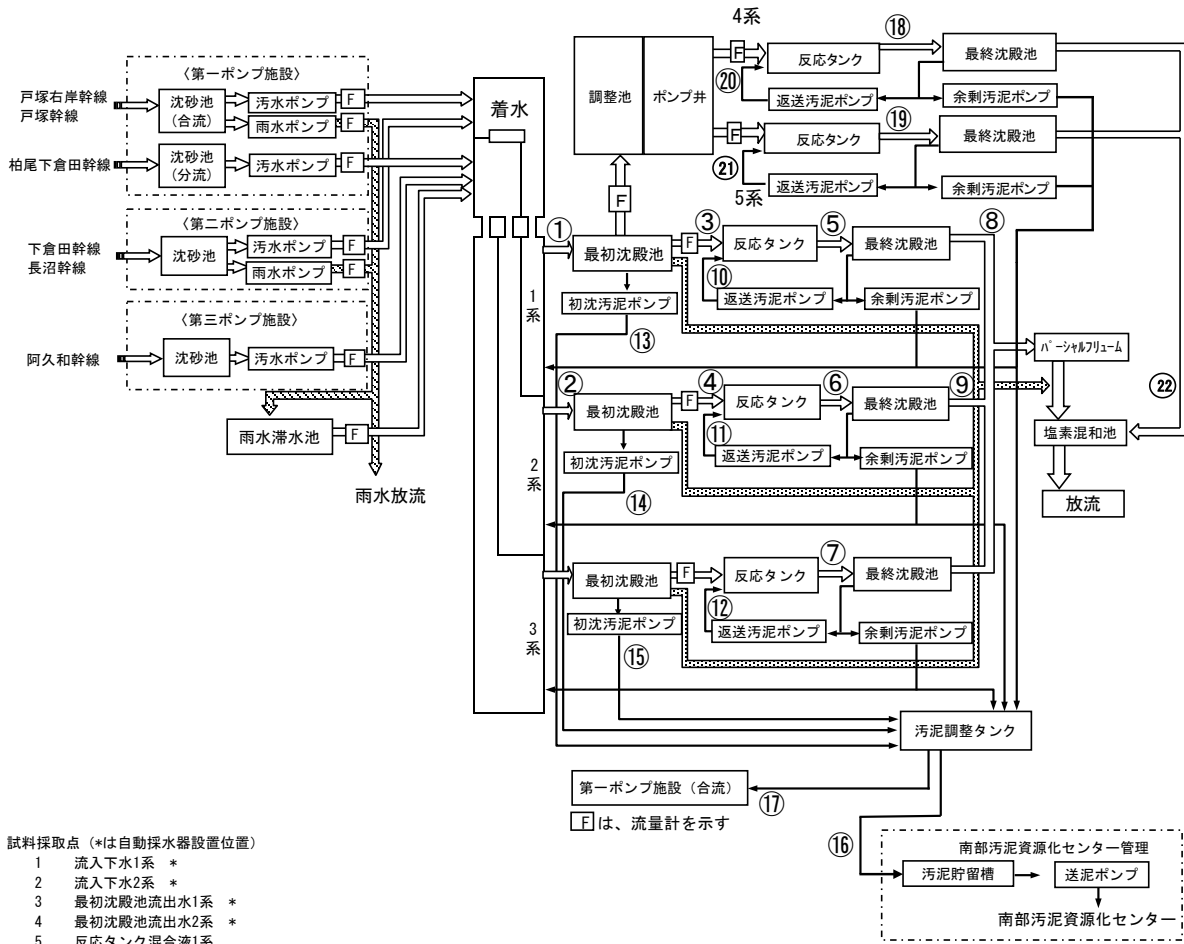 4系
⑱
F
反応タンク
最終沈殿池
⑳
返送汚泥ポンプ
余剰汚泥ポンプ
調整池
ポンプ井
F
反応タンク
⑲
最終沈殿池
㉑
返送汚泥ポンプ
余剰汚泥ポンプ
5系
F
〈第一ポンプ施設〉
戸塚右岸幹線
戸塚幹線
沈砂池
(合流)
汚水ポンプ
F
雨水ポンプ
F
柏尾下倉田幹線
沈砂池
(分流)
汚水ポンプ
F
〈第二ポンプ施設〉
下倉田幹線
長沼幹線
沈砂池
汚水ポンプ
F
雨水ポンプ
F
〈第三ポンプ施設〉
阿久和幹線
沈砂池
汚水ポンプ
F
雨水滞水池
F
雨水放流
着水
1系
2系
3系
①
最初沈殿池
F
③
反応タンク
⑤
最終沈殿池
⑧
⑩
返送汚泥ポンプ
余剰汚泥ポンプ
初沈汚泥ポンプ
⑬
②
最初沈殿池
F
④
反応タンク
⑥
最終沈殿池
⑨
⑪
返送汚泥ポンプ
余剰汚泥ポンプ
初沈汚泥ポンプ
⑭
最初沈殿池
F
反応タンク
⑦
最終沈殿池
⑫
返送汚泥ポンプ
余剰汚泥ポンプ
初沈汚泥ポンプ
⑮
パーシャルフリューム
㉒
塩素混和池
放流
汚泥調整タンク
第一ポンプ施設（合流）
⑰
Fは、流量計を示す
⑯
南部汚泥資源化センター管理
汚泥貯留槽
送泥ポンプ
南部汚泥資源化センター
試料採取点（*は自動採水器設置位置）
1 流入下水1系 *
2 流入下水2系 *
3 最初沈殿池流出水1系 *
4 最初沈殿池流出水2系 *
5 反応タンク混合液1系